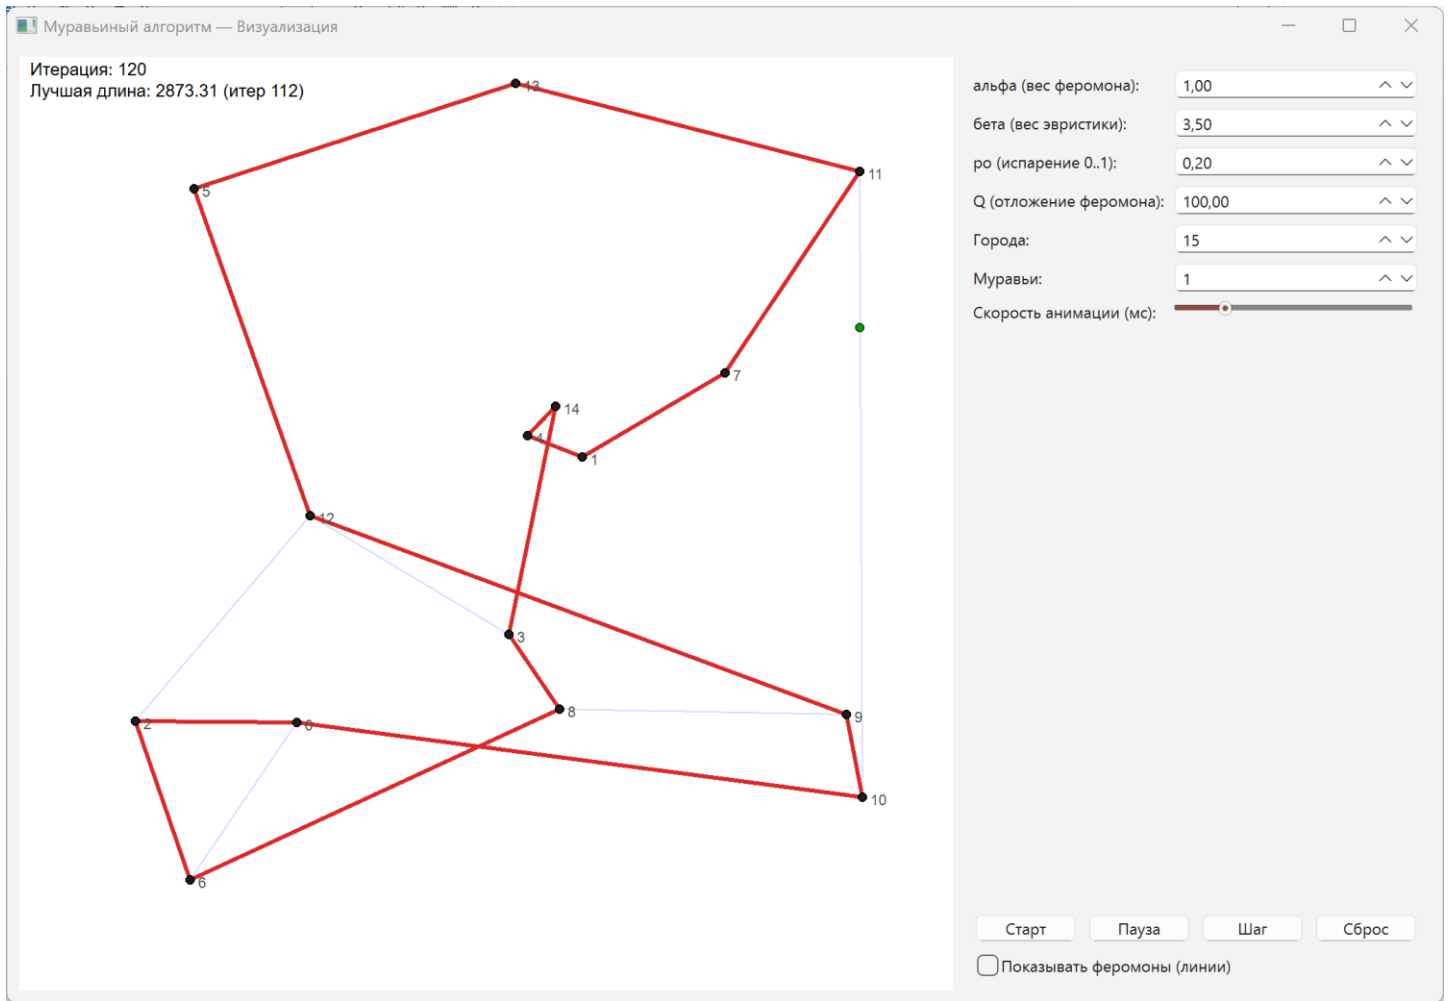 Муравьиный алгоритм — Визуализация
Итерация: 120
Лучшая длина: 2873.31 (итер 112)
13
5
11
7
14
4
1
12
3
2
0
8
9
10
6
альфа (вес феромона): 1,00
бета (вес эвристики): 3,50
ро (испарение 0..1): 0,20
Q (отложение феромона): 100,00
Города: 15
Муравьи: 1
Скорость анимации (мс):
Старт Пауза Шаг Сброс
Показывать феромоны (линии)